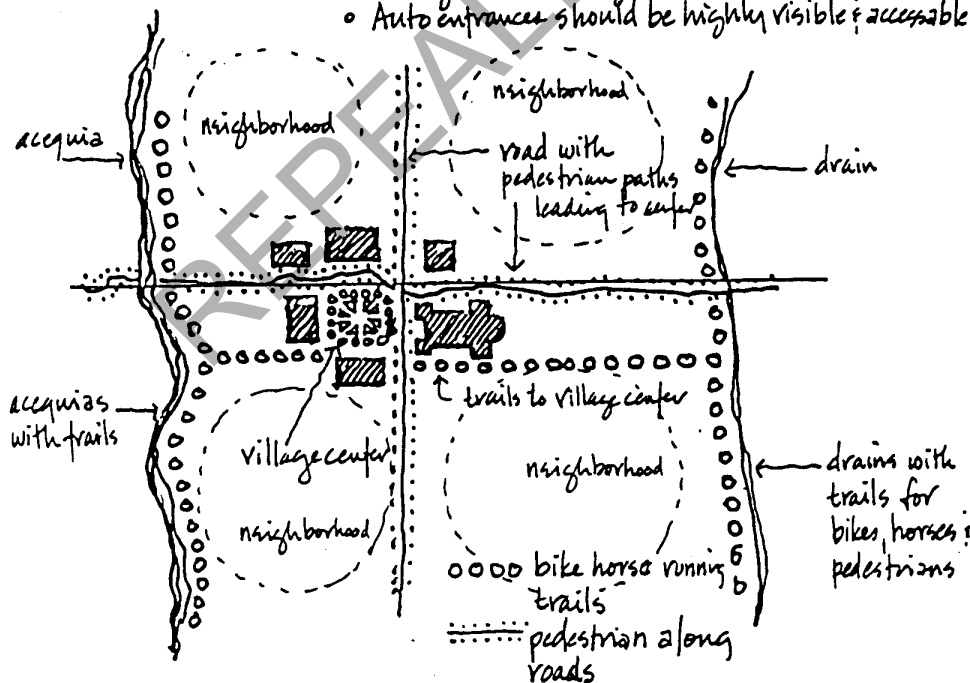 • Auto entrances should be highly visible & accessable
neighborhood
neighborhood
acequia
road with
pedestrian paths
leading to center
drain
acequias
with trails
village center
trails to village center
neighborhood
neighborhood
drains with
trails for
bikes, horses &
pedestrians
bike horse running
trails
pedestrian along
roads
REPEAL